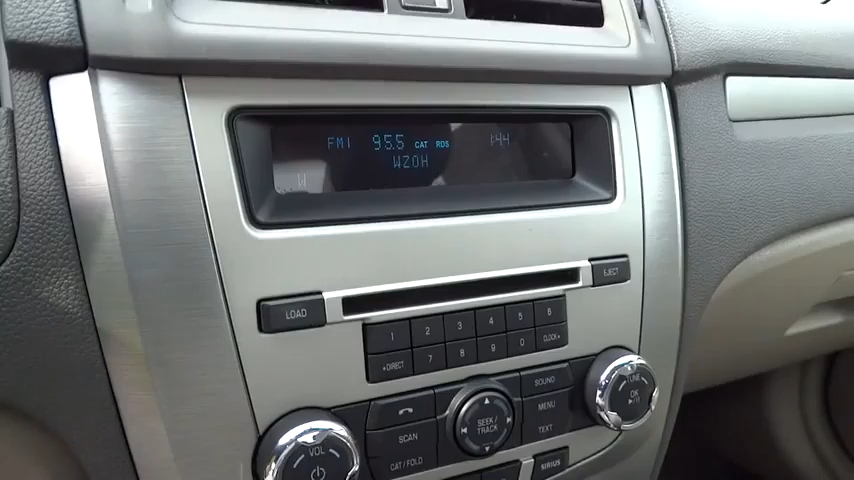 FM1 95.5 CAT RDS 1:44
WZOH
W
EJECT
LOAD
1 2 3 4 5 6
•DIRECT 7 8 9 0 CLOCK•
SOUND
SCAN
CAT/FOLD
SEEK/
TRACK
MENU
TEXT
SIRIUS
VOL
TUNE
OK